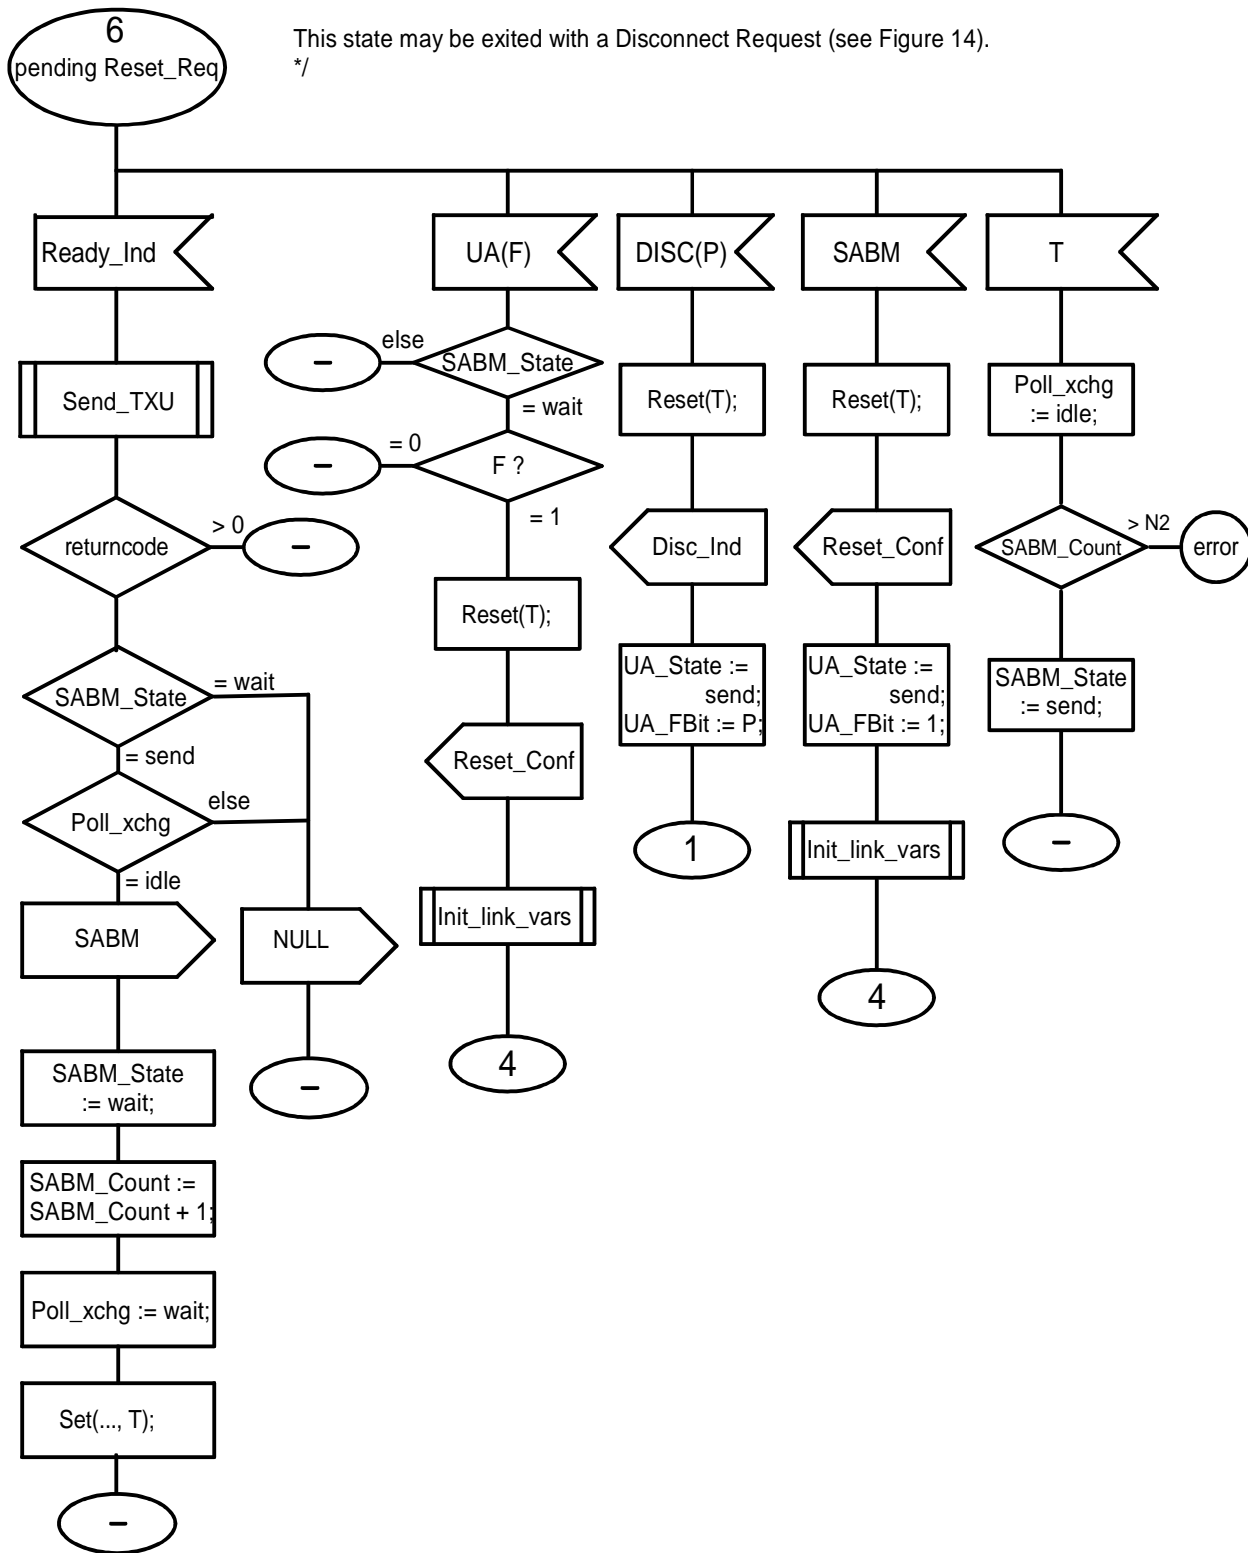 6
pending Reset_Req
This state may be exited with a Disconnect Request (see Figure 14).
*/
Ready_Ind
UA(F)
DISC(P)
SABM
T
Send_TXU
–
else
SABM_State
= wait
Reset(T);
Reset(T);
Poll_xchg
:= idle;
–
= 0
F ?
= 1
returncode
> 0
–
Disc_Ind
Reset_Conf
SABM_Count
> N2
error
Reset(T);
SABM_State
= wait
= send
UA_State :=
send;
UA_FBit := P;
UA_State :=
send;
UA_FBit := 1;
SABM_State
:= send;
Reset_Conf
Poll_xchg
else
= idle
1
Init_link_vars
–
SABM
NULL
Init_link_vars
4
SABM_State
:= wait;
–
4
SABM_Count :=
SABM_Count + 1;
Poll_xchg := wait;
Set(..., T);
–